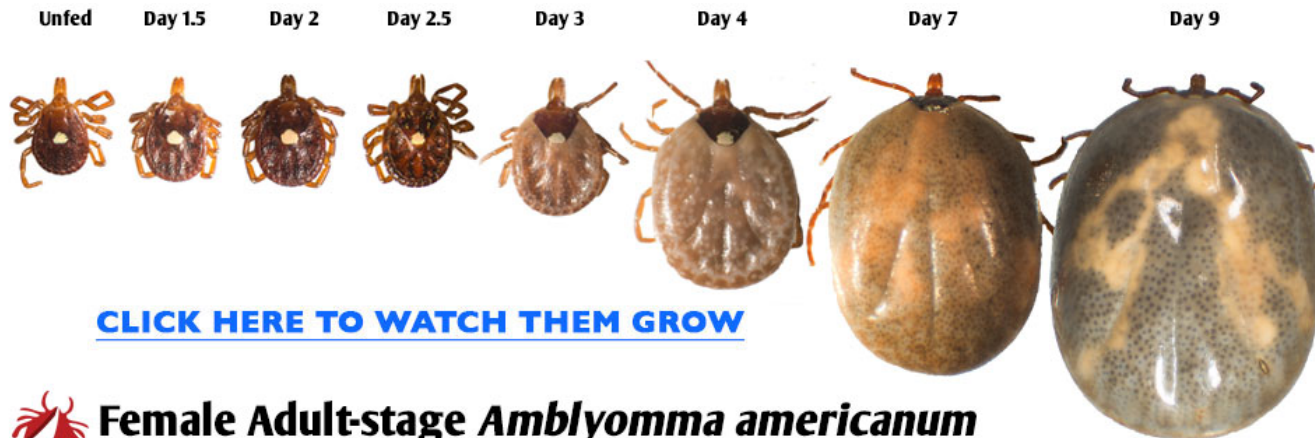 Unfed Day 1.5 Day 2 Day 2.5 Day 3 Day 4 Day 7 Day 9
CLICK HERE TO WATCH THEM GROW
Female Adult-stage Amblyomma americanum